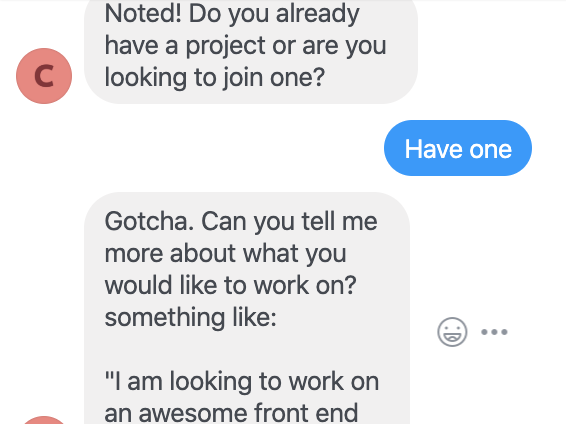 Noted! Do you already
have a project or are you
looking to join one?
C
Have one
Gotcha. Can you tell me
more about what you
would like to work on?
something like:
"I am looking to work on
an awesome front end